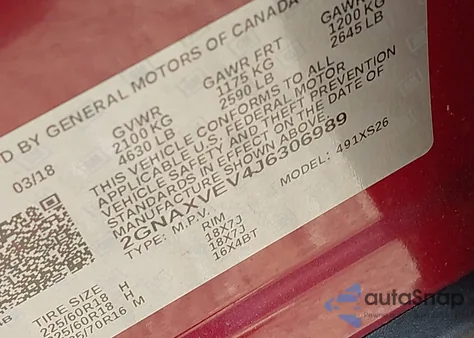 D BY GENERAL MOTORS OF CANADA
03/18
GVWR
2100 KG
4630 LB
GAWR FRT
1175 KG
2590 LB
GAWR
1200 KG
2645 LB
THIS VEHICLE CONFORMS TO ALL
APPLICABLE U.S. FEDERAL MOTOR
VEHICLE SAFETY AND THEFT PREVENTION
STANDARDS IN EFFECT ON THE DATE OF
MANUFACTURE SHOWN ABOVE.
2GNAXVEV4J6306989
TYPE: M.P.V.
MODEL: 491XS26
TIRE SIZE
225/60R18 H
225/60R18 H
5/70R16 M
RIM
18X7J
18X7J
16X4BT
autoSnap